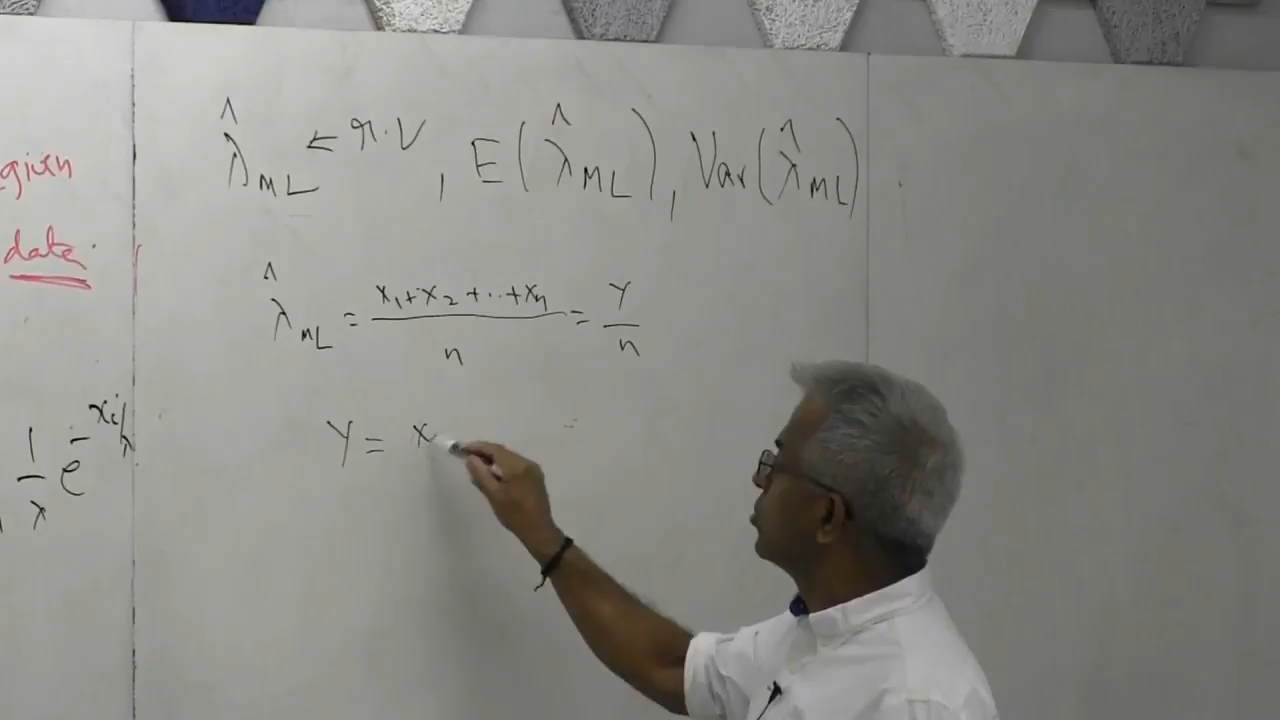 given
data.
1/λ e^-xi/λ
λ̂ML ← r.V, E(λ̂ML), Var(λ̂ML).
λ̂ML = x1+x2+..+xn / n = Y / n
Y = x